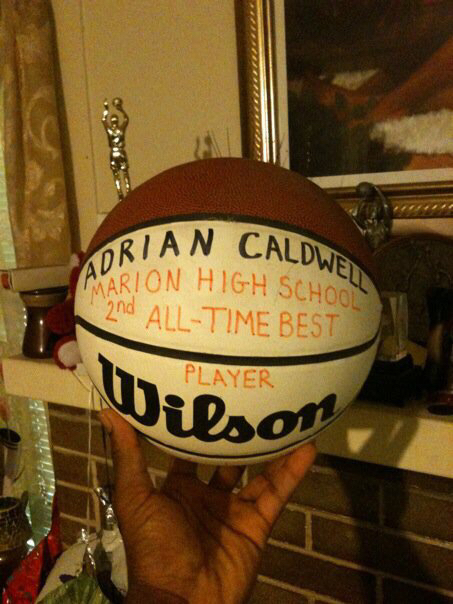 ADRIAN CALDWELL
MARION HIGH SCHOOL
2nd ALL-TIME BEST
PLAYER
Wilson